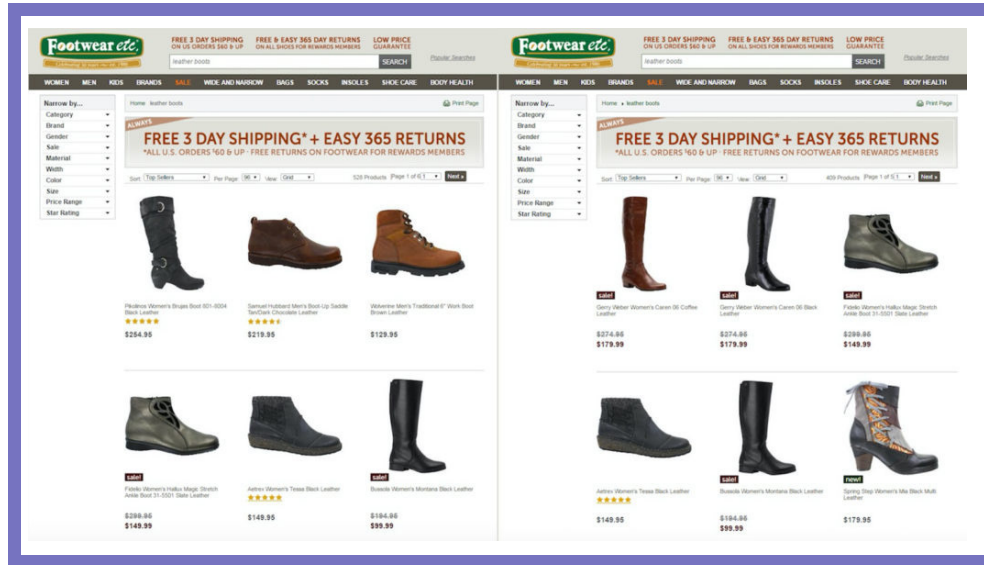 Footwear etc.
FREE 3 DAY SHIPPING
ON US ORDERS $60 & UP
FREE & EASY 365 DAY RETURNS
ON ALL SHOES FOR REWARDS MEMBERS
LOW PRICE
GUARANTEE
leather boots
SEARCH
Popular Searches
WOMEN MEN KIDS BRANDS SALE WIDE AND NARROW BAGS SOCKS INSOLES SHOE CARE BODY HEALTH
Narrow by...
Category
Brand
Gender
Sale
Material
Width
Color
Size
Price Range
Star Rating
Home leather boots
Print Page
ALWAYS
FREE 3 DAY SHIPPING* + EASY 365 RETURNS
*ALL U.S. ORDERS $60 & UP · FREE RETURNS ON FOOTWEAR FOR REWARDS MEMBERS
Sort: Top Sellers Per Page: 96 View: Grid 528 Products Page 1 of 6 1 Next »
Pikolinos Women's Brujas Boot 801-8004
Black Leather
$254.95
Samuel Hubbard Men's Boot-Up Saddle
Tan/Dark Chocolate Leather
$219.95
Wolverine Men's Traditional 6" Work Boot
Brown Leather
$129.95
sale!
Fidelio Women's Hallux Magic Stretch
Ankle Boot 31-5501 Slate Leather
$299.95
$149.99
Aetrex Women's Tessa Black Leather
$149.95
sale!
Bussola Women's Montana Black Leather
$194.95
$99.99
Footwear etc.
FREE 3 DAY SHIPPING
ON US ORDERS $60 & UP
FREE & EASY 365 DAY RETURNS
ON ALL SHOES FOR REWARDS MEMBERS
LOW PRICE
GUARANTEE
leather boots
SEARCH
Popular Searches
WOMEN MEN KIDS BRANDS SALE WIDE AND NARROW BAGS SOCKS INSOLES SHOE CARE BODY HEALTH
Narrow by...
Category
Brand
Gender
Sale
Material
Width
Color
Size
Price Range
Star Rating
Home ▸ leather boots
Print Page
ALWAYS
FREE 3 DAY SHIPPING* + EASY 365 RETURNS
*ALL U.S. ORDERS $60 & UP · FREE RETURNS ON FOOTWEAR FOR REWARDS MEMBERS
Sort: Top Sellers Per Page: 96 View: Grid 409 Products Page 1 of 5 1 Next »
sale!
Gerry Weber Women's Caren 06 Coffee
Leather
$274.95
$179.99
sale!
Gerry Weber Women's Caren 06 Black
Leather
$274.95
$179.99
sale!
Fidelio Women's Hallux Magic Stretch
Ankle Boot 31-5501 Slate Leather
$299.95
$149.99
Aetrex Women's Tessa Black Leather
$149.95
sale!
Bussola Women's Montana Black Leather
$194.95
$99.99
new!
Spring Step Women's Mia Black Multi
Leather
$179.95